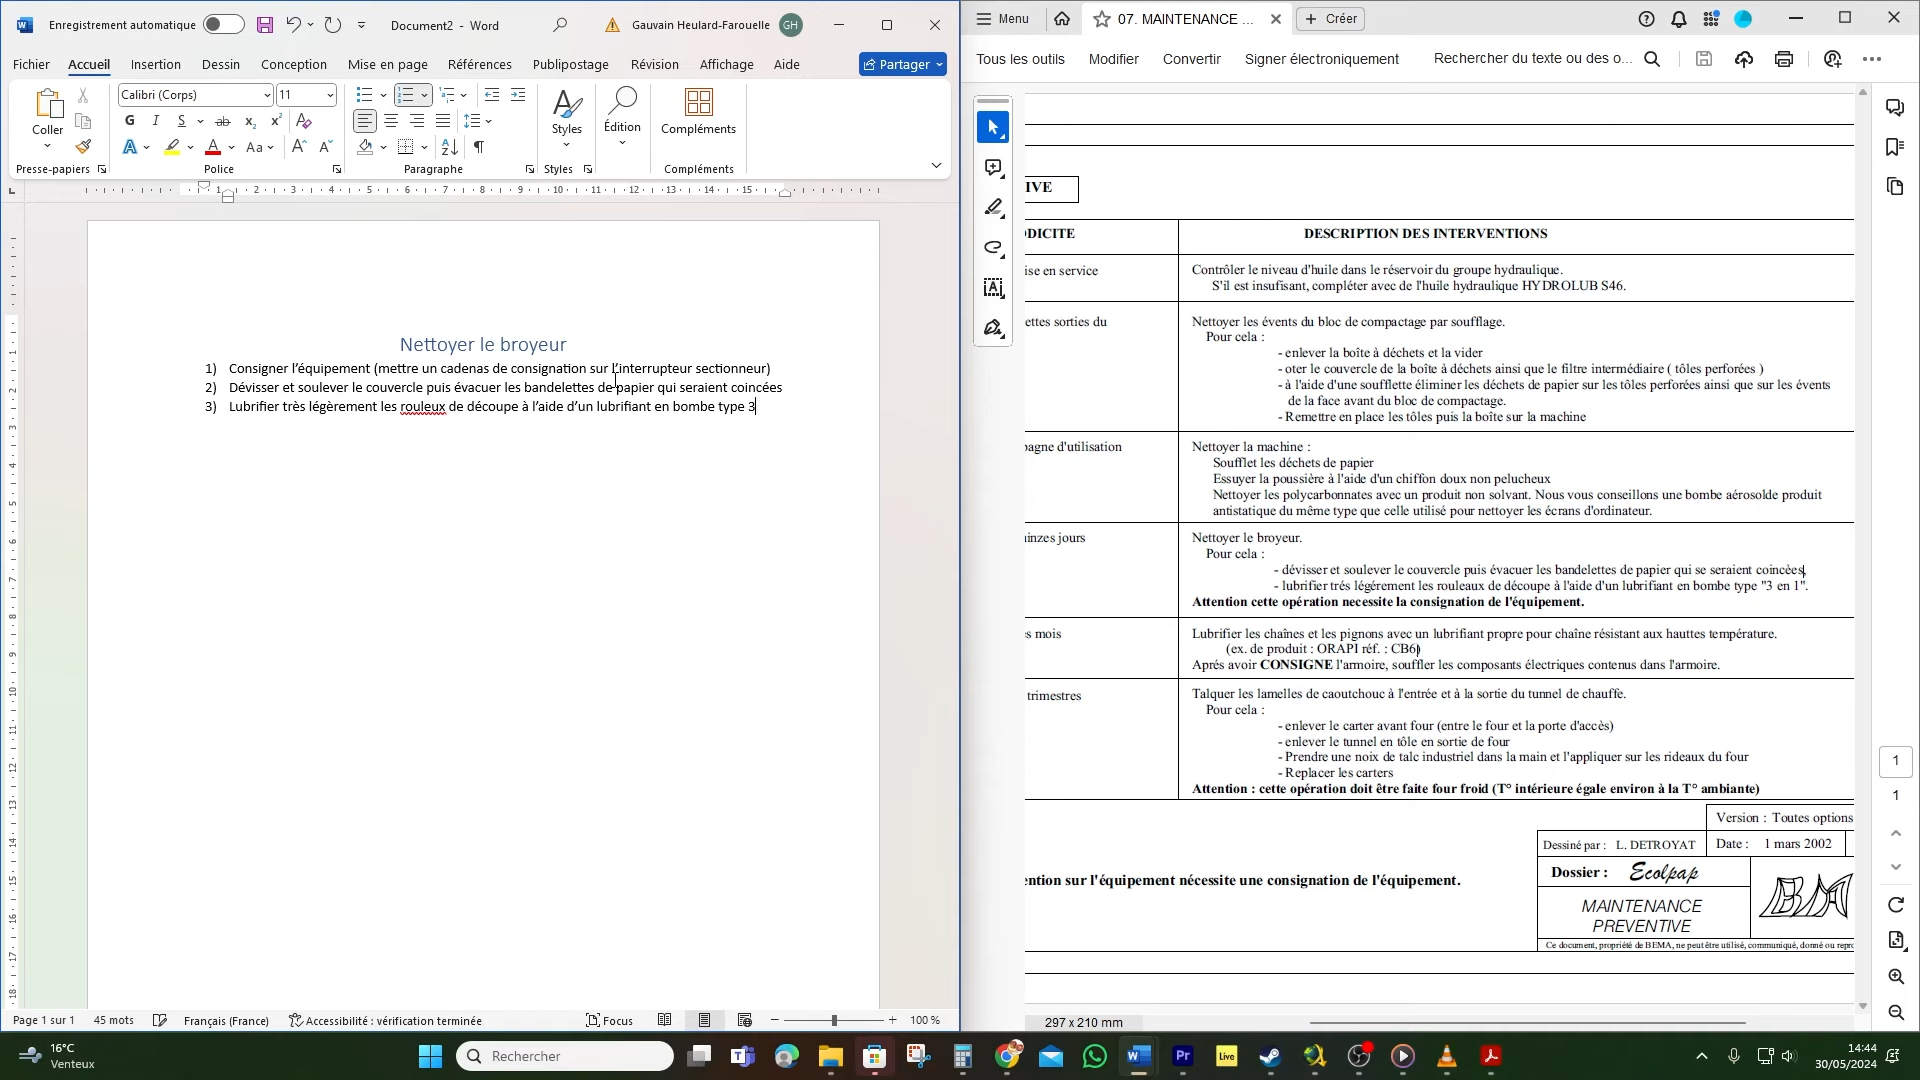 Enregistrement automatique
Document2 - Word
Gauvain Heulard-Farouelle
GH
Fichier
Accueil
Insertion
Dessin
Conception
Mise en page
Références
Publipostage
Révision
Affichage
Aide
Partager
Coller
Calibri (Corps)
11
Styles
Édition
Compléments
Presse-papiers
Police
Paragraphe
Styles
Compléments
Nettoyer le broyeur
1) Consigner l’équipement (mettre un cadenas de consignation sur l’interrupteur sectionneur)
2) Dévisser et soulever le couvercle puis évacuer les bandelettes de papier qui seraient coincées
3) Lubrifier très légèrement les rouleux de découpe à l’aide d’un lubrifiant en bombe type 3
Page 1 sur 1
45 mots
Français (France)
Accessibilité : vérification terminée
Focus
100 %
Menu
07. MAINTENANCE ...
Créer
Tous les outils
Modifier
Convertir
Signer électroniquement
Rechercher du texte ou des o...
IVE
DICITE
DESCRIPTION DES INTERVENTIONS
ise en service
Contrôler le niveau d'huile dans le réservoir du groupe hydraulique.
S'il est insufisant, compléter avec de l'huile hydraulique HYDROLUB S46.
ettes sorties du
Nettoyer les évents du bloc de compactage par soufflage.
Pour cela :
- enlever la boîte à déchets et la vider
- oter le couvercle de la boîte à déchets ainsi que le filtre intermédiaire ( tôles perforées )
- à l'aide d'une soufflette éliminer les déchets de papier sur les tôles perforées ainsi que sur les évents
de la face avant du bloc de compactage.
- Remettre en place les tôles puis la boîte sur la machine
pagne d'utilisation
Nettoyer la machine :
Soufflet les déchets de papier
Essuyer la poussière à l'aide d'un chiffon doux non pelucheux
Nettoyer les polycarbonnates avec un produit non solvant. Nous vous conseillons une bombe aérosolde produit
antistatique du même type que celle utilisé pour nettoyer les écrans d'ordinateur.
inzes jours
Nettoyer le broyeur.
Pour cela :
- dévisser et soulever le couvercle puis évacuer les bandelettes de papier qui se seraient coincèes,
- lubrifier trés légérement les rouleaux de découpe à l'aide d'un lubrifiant en bombe type "3 en 1".
Attention cette opération necessite la consignation de l'équipement.
s mois
Lubrifier les chaînes et les pignons avec un lubrifiant propre pour chaîne résistant aux hauttes température.
(ex. de produit : ORAPI réf. : CB6)
Aprés avoir CONSIGNE l'armoire, souffler les composants électriques contenus dans l'armoire.
trimestres
Talquer les lamelles de caoutchouc à l'entrée et à la sortie du tunnel de chauffe.
Pour cela :
- enlever le carter avant four (entre le four et la porte d'accès)
- enlever le tunnel en tôle en sortie de four
- Prendre une noix de talc industriel dans la main et l'appliquer sur les rideaux du four
- Replacer les carters
Attention : cette opération doit être faite four froid (T° intérieure égale environ à la T° ambiante)
Version : Toutes options
Dessiné par : L. DETROYAT
Date : 1 mars 2002
ention sur l'équipement nécessite une consignation de l'équipement.
Dossier : Ecolpap
BMA
MAINTENANCE
PREVENTIVE
Ce document, propriété de BEMA, ne peut être utilisé, communiqué, donné ou repro
297 x 210 mm
1
1
16°C
Venteux
Rechercher
14:44
30/05/2024